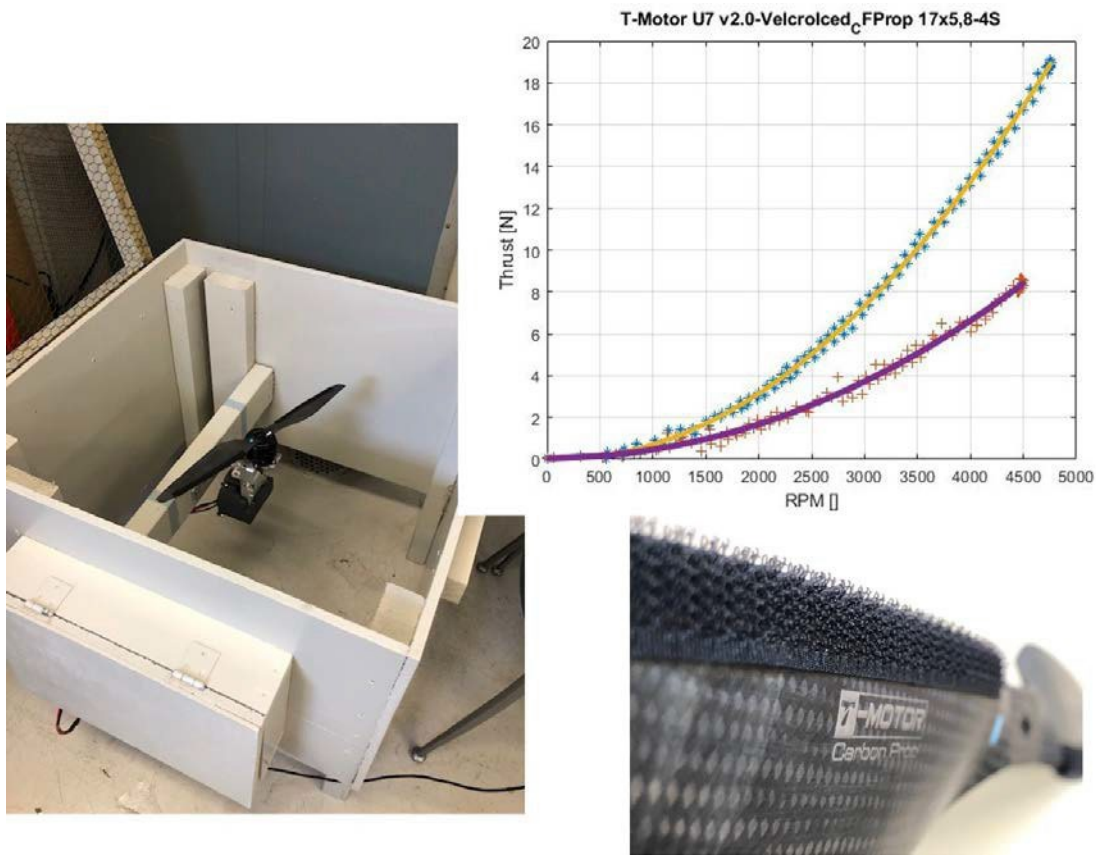 T-Motor U7 v2.0-VelcroIced_CFProp 17x5,8-4S
20
18
16
14
12
10
8
6
4
2
0
Thrust [N]
0 500 1000 1500 2000 2500 3000 3500 4000 4500 5000
RPM []
T-MOTOR
Carbon Prop